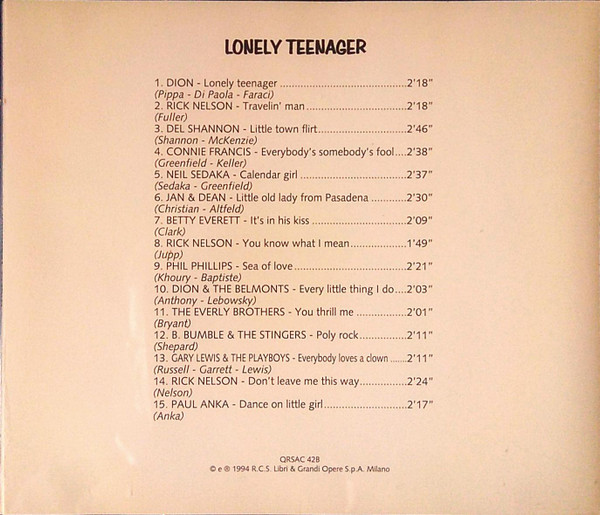 LONELY TEENAGER
1. DION - Lonely teenager ..........................................2'18"
(Pippa - Di Paola - Faraci)
2. RICK NELSON - Travelin' man .................................2'18"
(Fuller)
3. DEL SHANNON - Little town flirt..............................2'46"
(Shannon - McKenzie)
4. CONNIE FRANCIS - Everybody's somebody's fool....2'38"
(Greenfield - Keller)
5. NEIL SEDAKA - Calendar girl ...................................2'37"
(Sedaka - Greenfield)
6. JAN & DEAN - Little old lady from Pasadena ............2'30"
(Christian - Altfeld)
7. BETTY EVERETT - It's in his kiss ...............................2'09"
(Clark)
8. RICK NELSON - You know what I mean...................1'49"
(Jupp)
9. PHIL PHILLIPS - Sea of love.....................................2'21"
(Khoury - Baptiste)
10. DION & THE BELMONTS - Every little thing I do....2'03"
(Anthony - Lebowsky)
11. THE EVERLY BROTHERS - You thrill me .................2'01"
(Bryant)
12. B. BUMBLE & THE STINGERS - Poly rock................2'11"
(Shepard)
13. GARY LEWIS & THE PLAYBOYS - Everybody loves a clown ......2'11"
(Russell - Garrett - Lewis)
14. RICK NELSON - Don't leave me this way................2'24"
(Nelson)
15. PAUL ANKA - Dance on little girl...........................2'17"
(Anka)
QRSAC 42B
© e ® 1994 R.C.S. Libri & Grandi Opere S.p.A. Milano